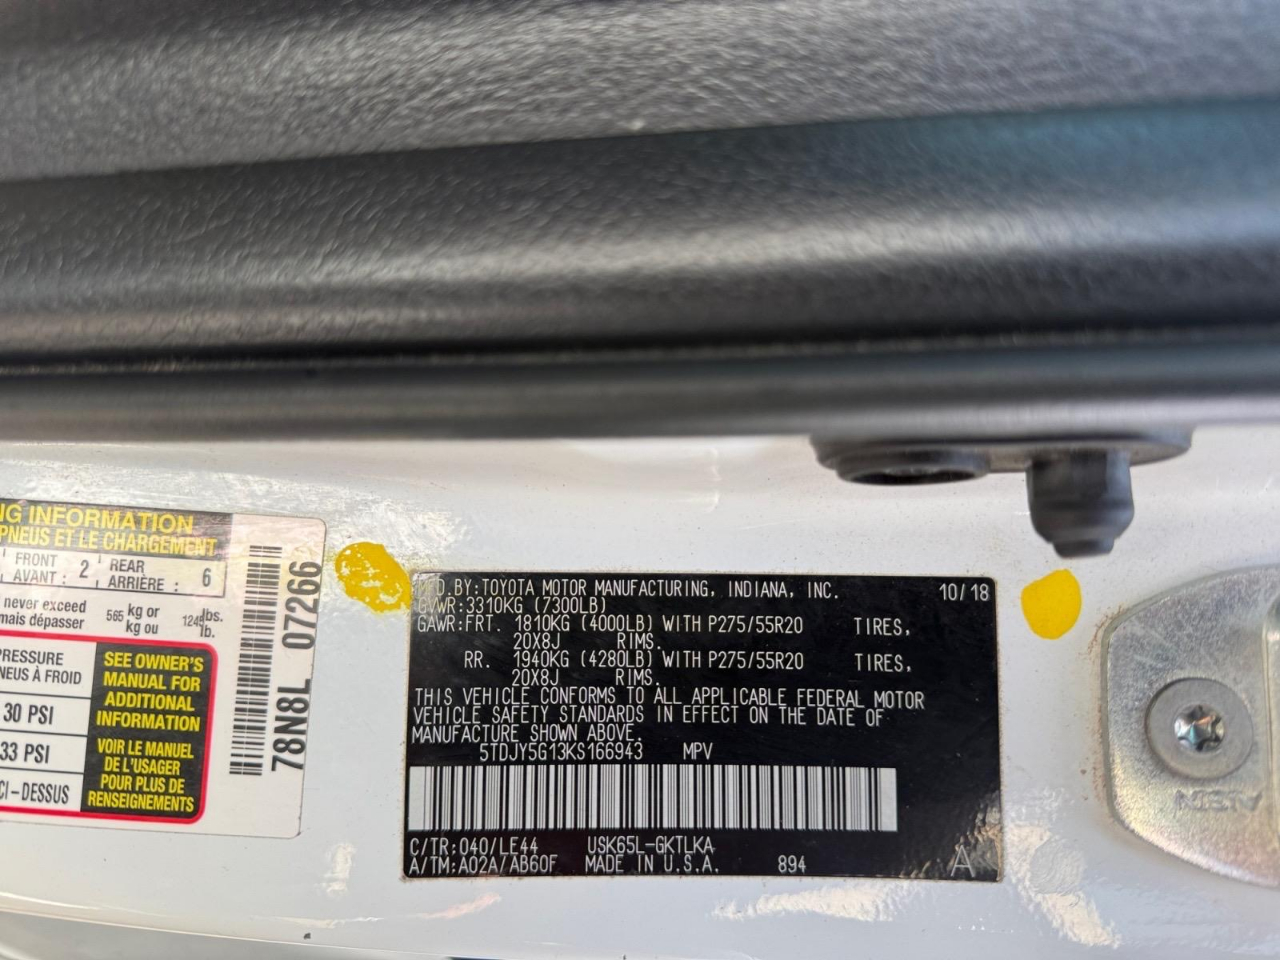 NG INFORMATION
PNEUS ET LE CHARGEMENT
FRONT
AVANT : 2
REAR
ARRIÈRE : 6
never exceed
mais dépasser
565 kg or
kg ou
lbs.
lb.
PRESSURE
NEUS À FROID
30 PSI
33 PSI
CI-DESSUS
SEE OWNER'S
MANUAL FOR
ADDITIONAL
INFORMATION
VOIR LE MANUEL
DE L'USAGER
POUR PLUS DE
RENSEIGNEMENTS
78N8L 07266
MFD.BY:TOYOTA MOTOR MANUFACTURING, INDIANA, INC. 10/18
GVWR:3310KG (7300LB)
GAWR:FRT. 1810KG (4000LB) WITH P275/55R20 TIRES,
20X8J RIMS.
RR. 1940KG (4280LB) WITH P275/55R20 TIRES,
20X8J RIMS.
THIS VEHICLE CONFORMS TO ALL APPLICABLE FEDERAL MOTOR
VEHICLE SAFETY STANDARDS IN EFFECT ON THE DATE OF
MANUFACTURE SHOWN ABOVE.
5TDJY5G13KS166943 MPV
C/TR:040/LE44 USK65L-GKTLKA
A/TM:A02A/AB60F MADE IN U.S.A. 894 A
AISIN